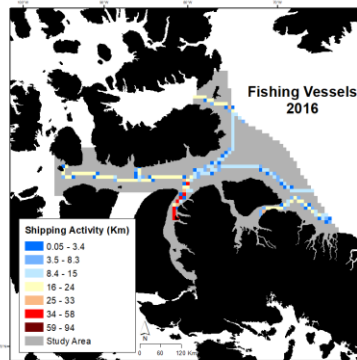 Fishing Vessels
2016
Shipping Activity (Km)
0.05 - 3.4
3.5 - 8.3
8.4 - 15
16 - 24
25 - 33
34 - 58
59 - 94
Study Area
N
0 30 60 120 Km